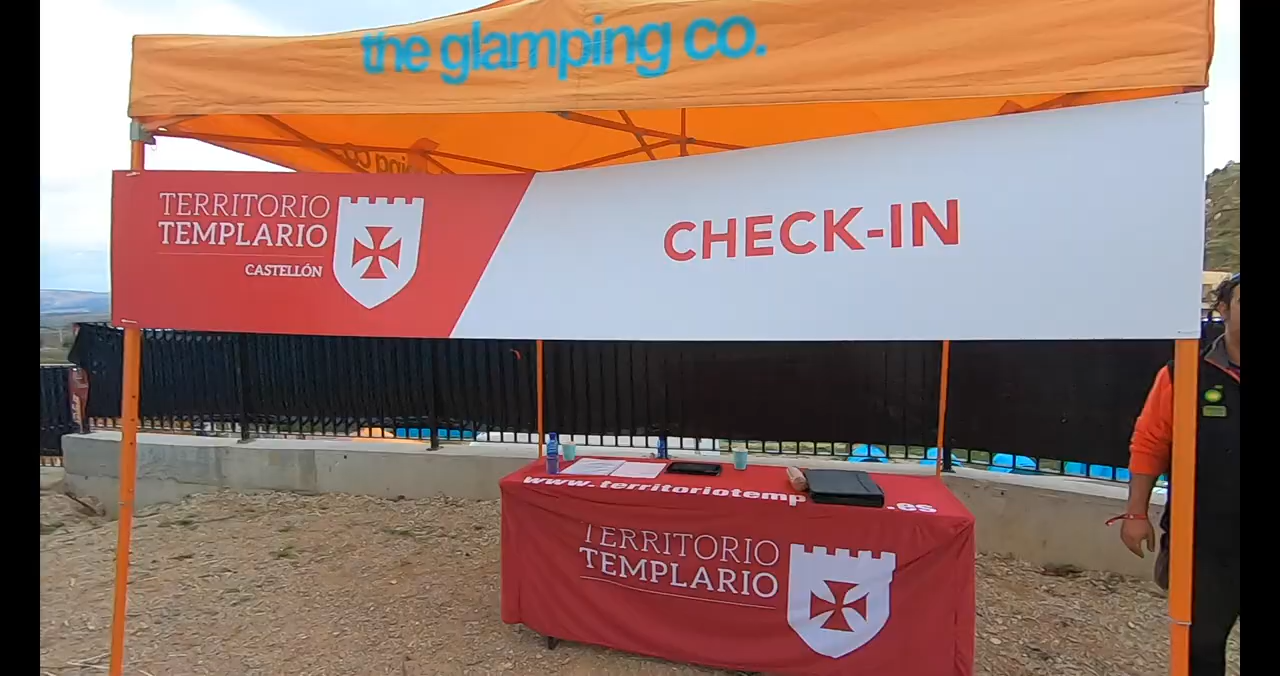 the glamping co.
TERRITORIO
TEMPLARIO
CASTELLÓN
CHECK-IN
www.territoriotemp .es
TERRITORIO
TEMPLARIO